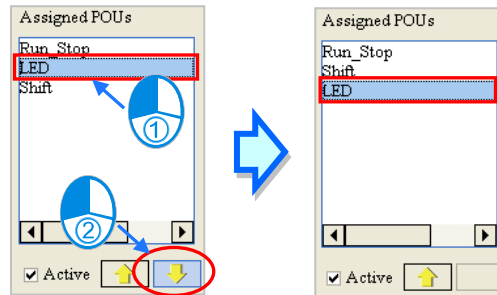 Assigned POUs
Run_Stop
LED
Shift
①
②
Active
Assigned POUs
Run_Stop
Shift
LED
Active